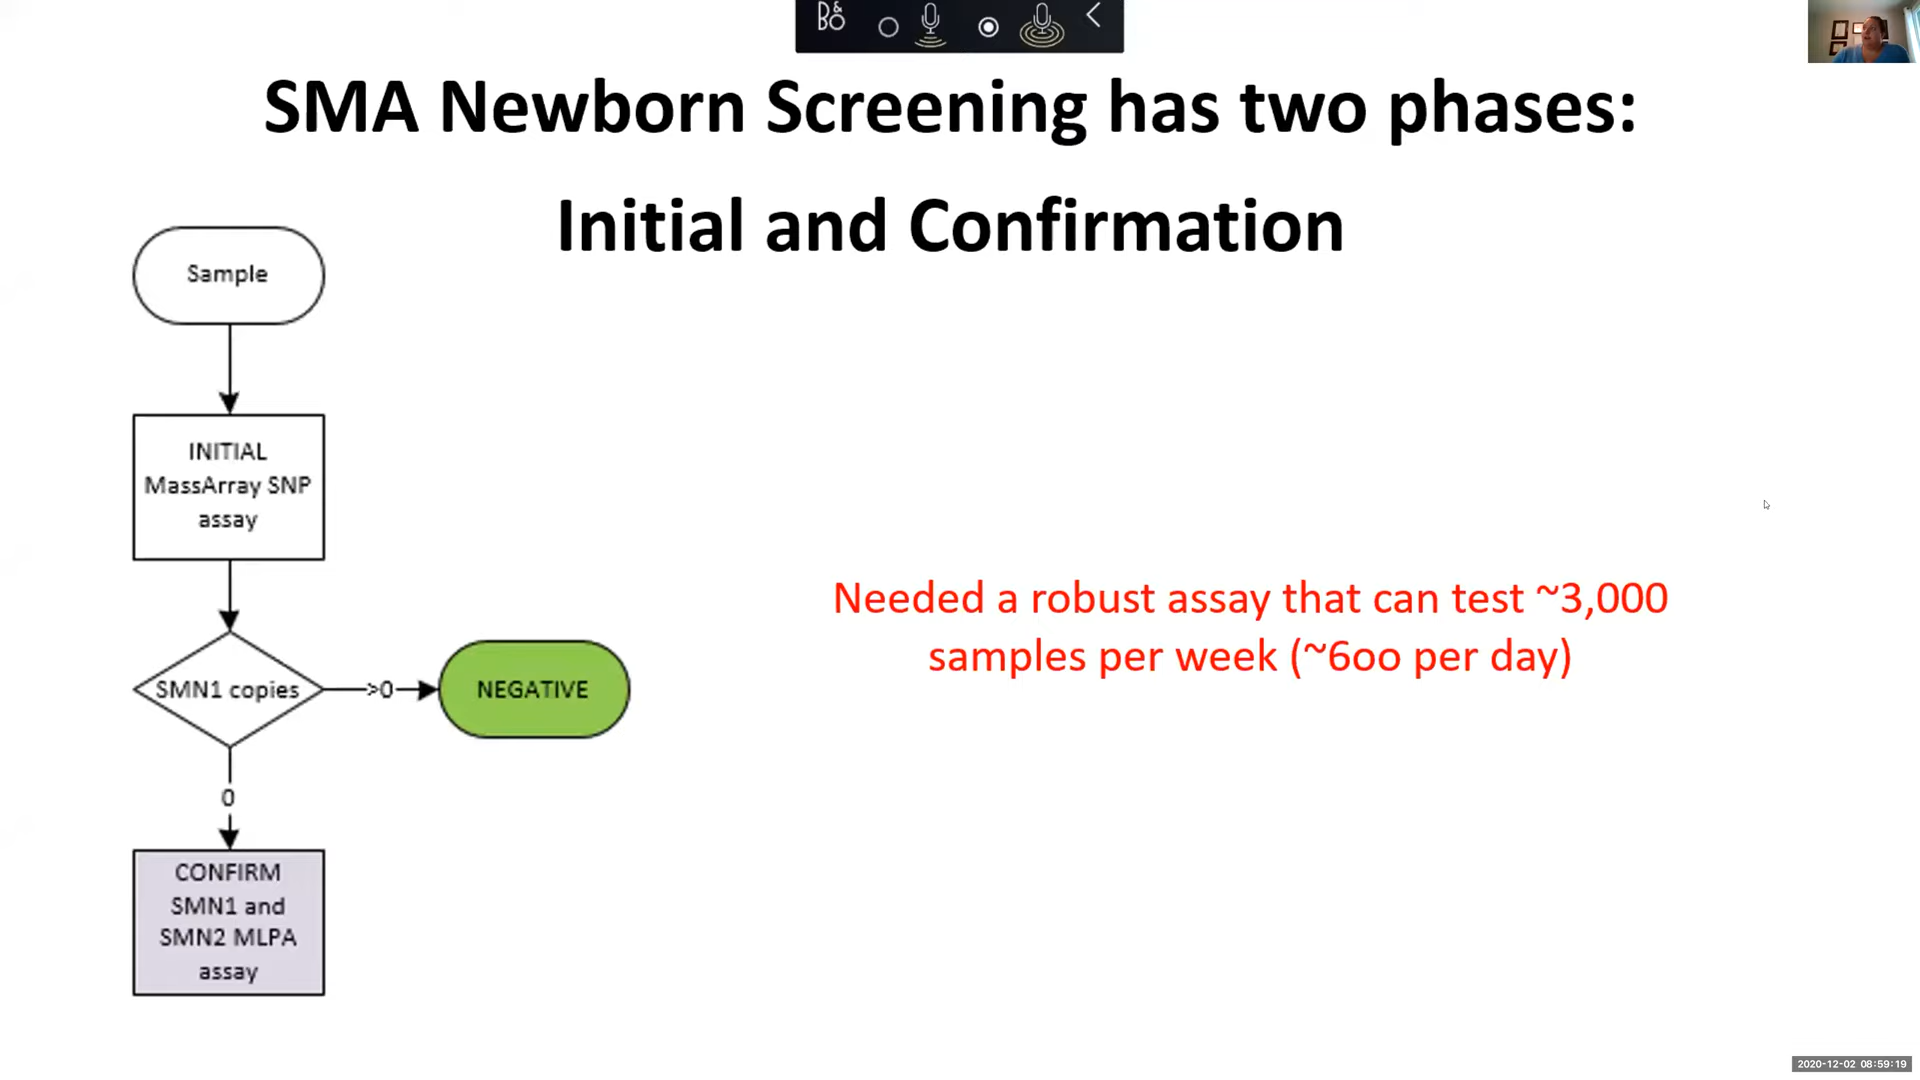 B&O
SMA Newborn Screening has two phases:
Initial and Confirmation
Sample
INITIAL
MassArray SNP
assay
SMN1 copies
>0
NEGATIVE
0
CONFIRM
SMN1 and
SMN2 MLPA
assay
Needed a robust assay that can test ~3,000
samples per week (~6oo per day)
2020-12-02 08:59:19